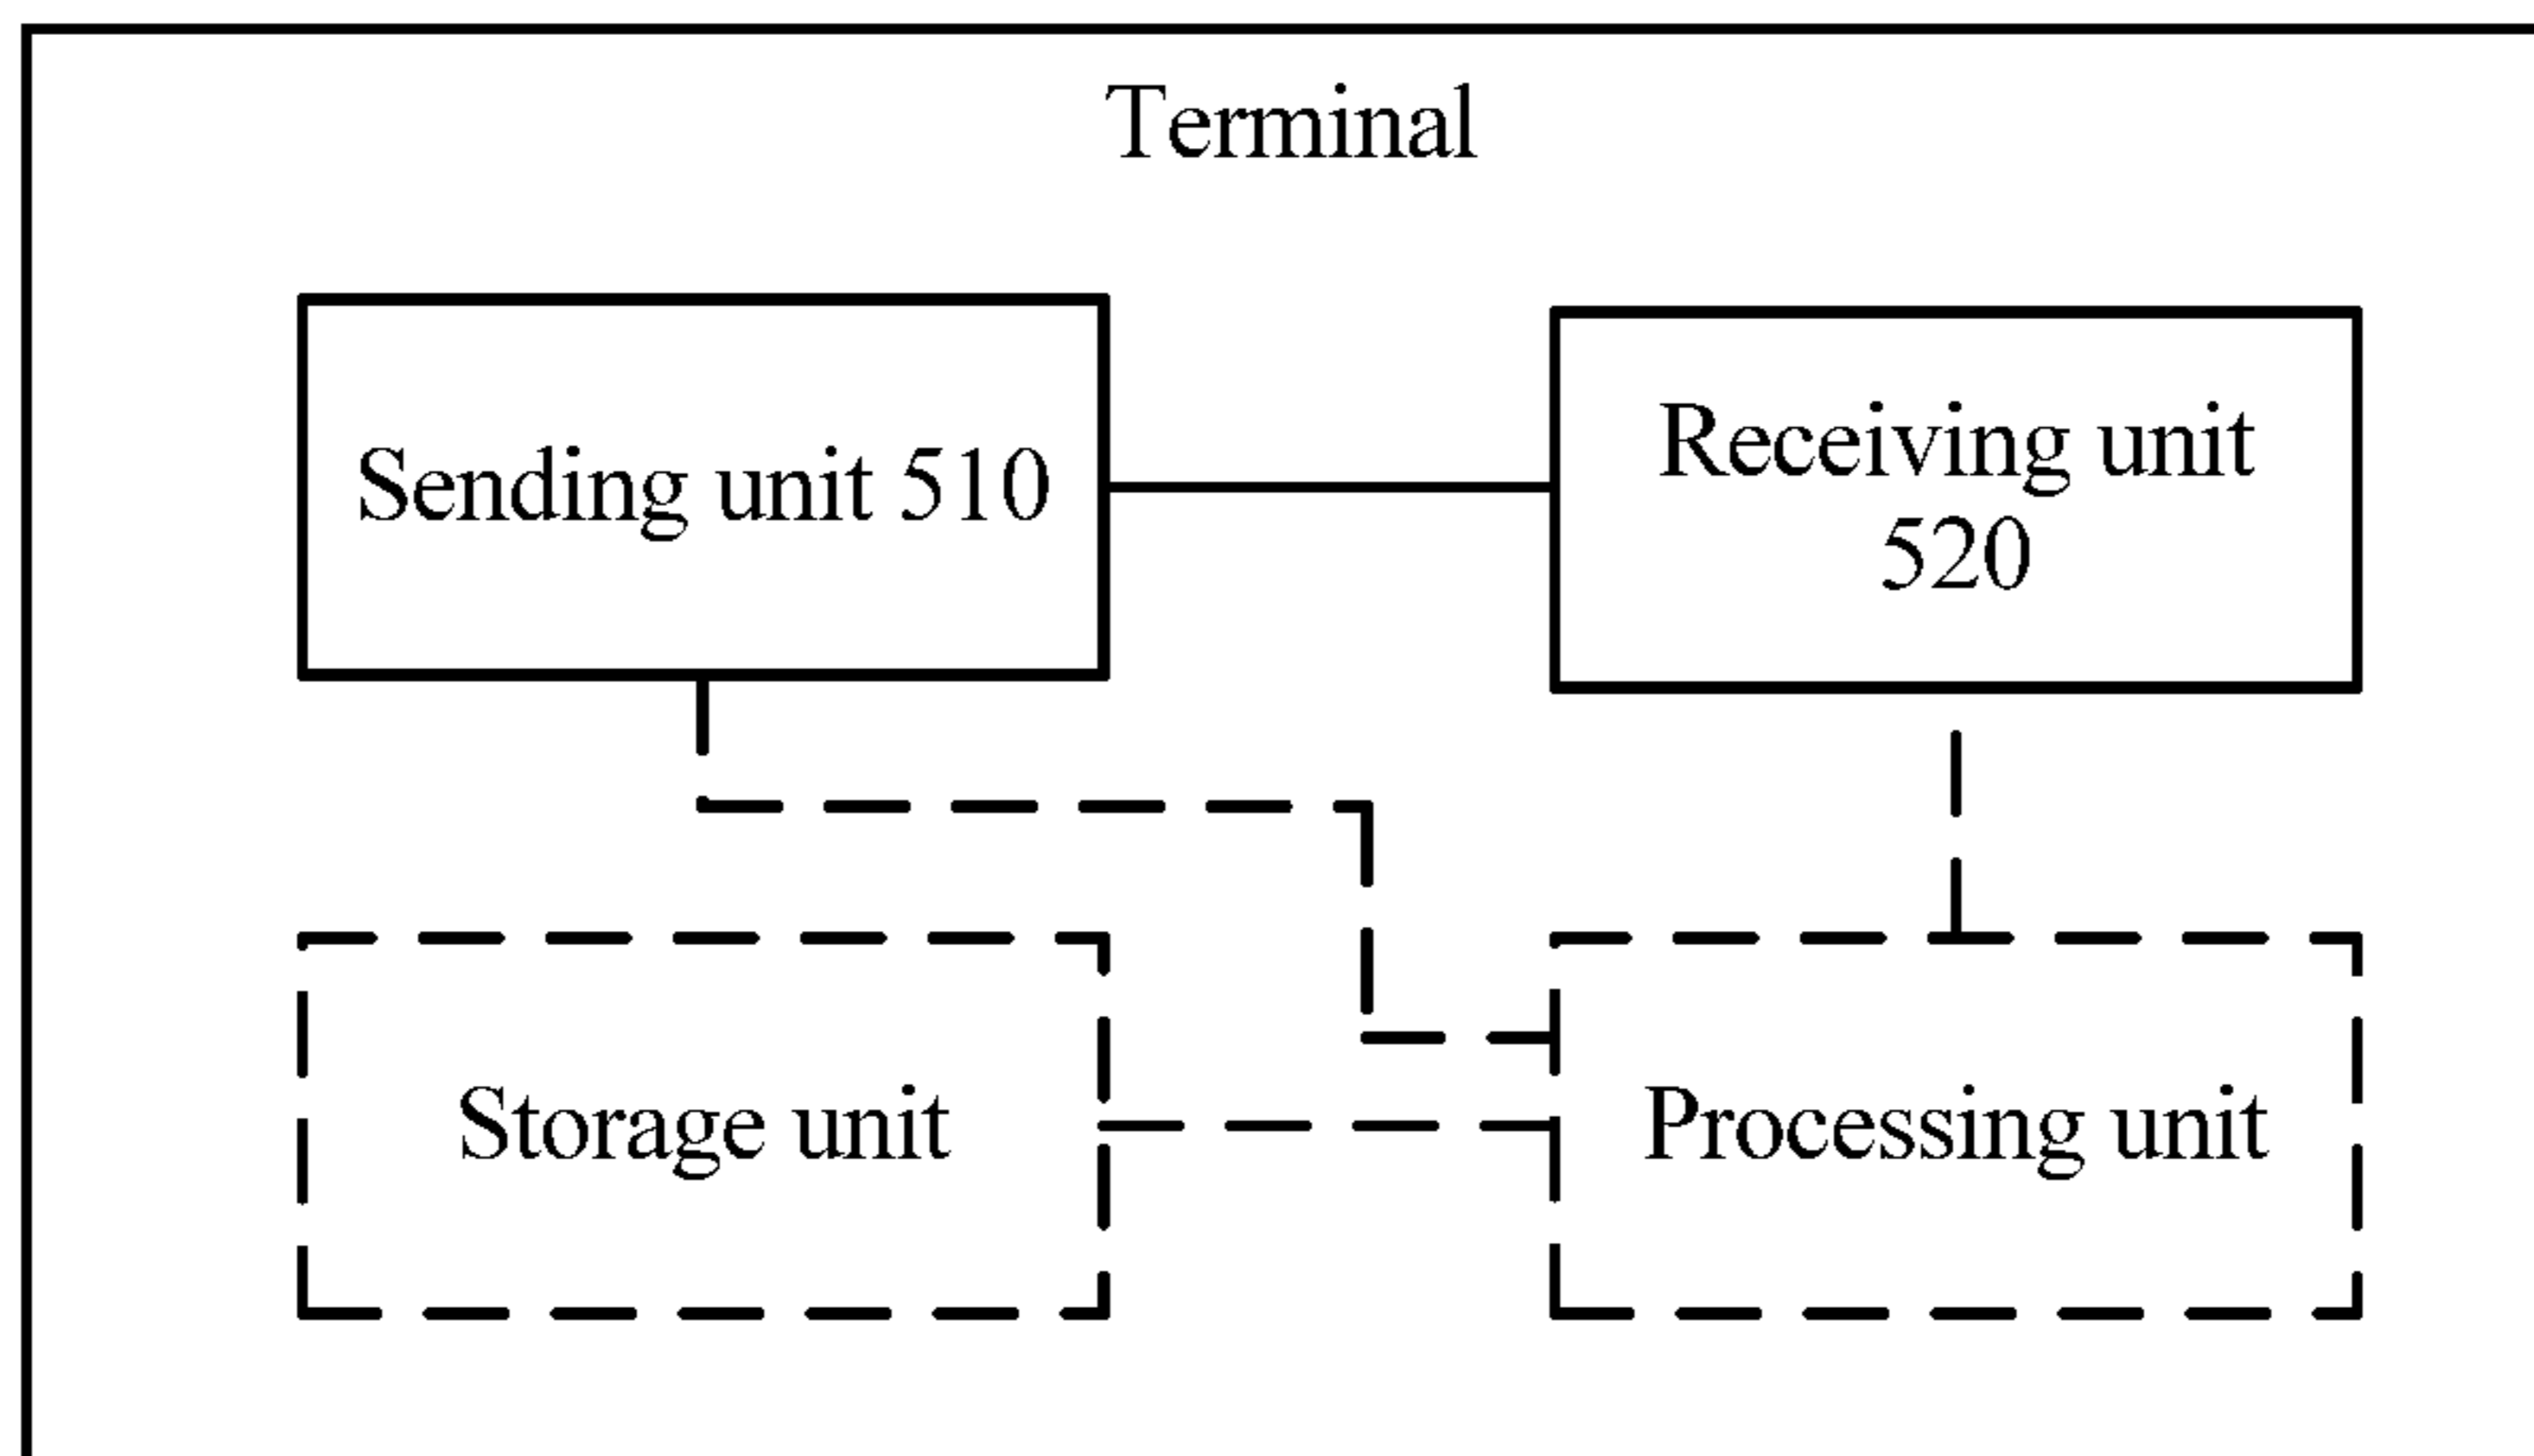 Terminal
Sending unit 510
Receiving unit
520
Storage unit
Processing unit